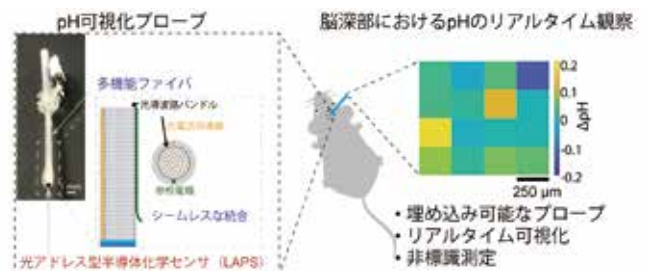 pH可視化プローブ
多機能ファイバ
光導波路バンドル
参照電極
シームレスな統合
光アドレス型半導体化学センサ（LAPS）
脳深部におけるpHのリアルタイム観察
0.2
0.1
0
-0.1
-0.2
ΔpH
250 μm
• 埋め込み可能なプローブ
• リアルタイム可視化
• 非標識測定